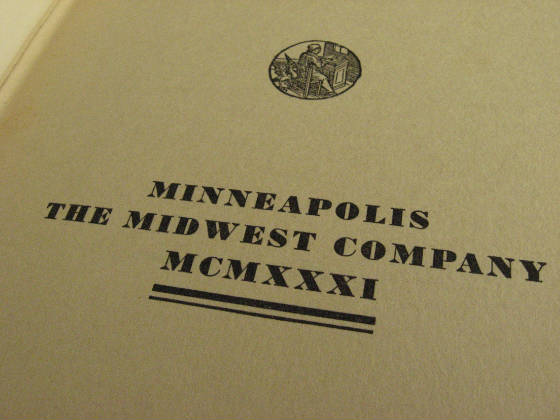 MINNEAPOLIS
THE MIDWEST COMPANY
MCMXXXI